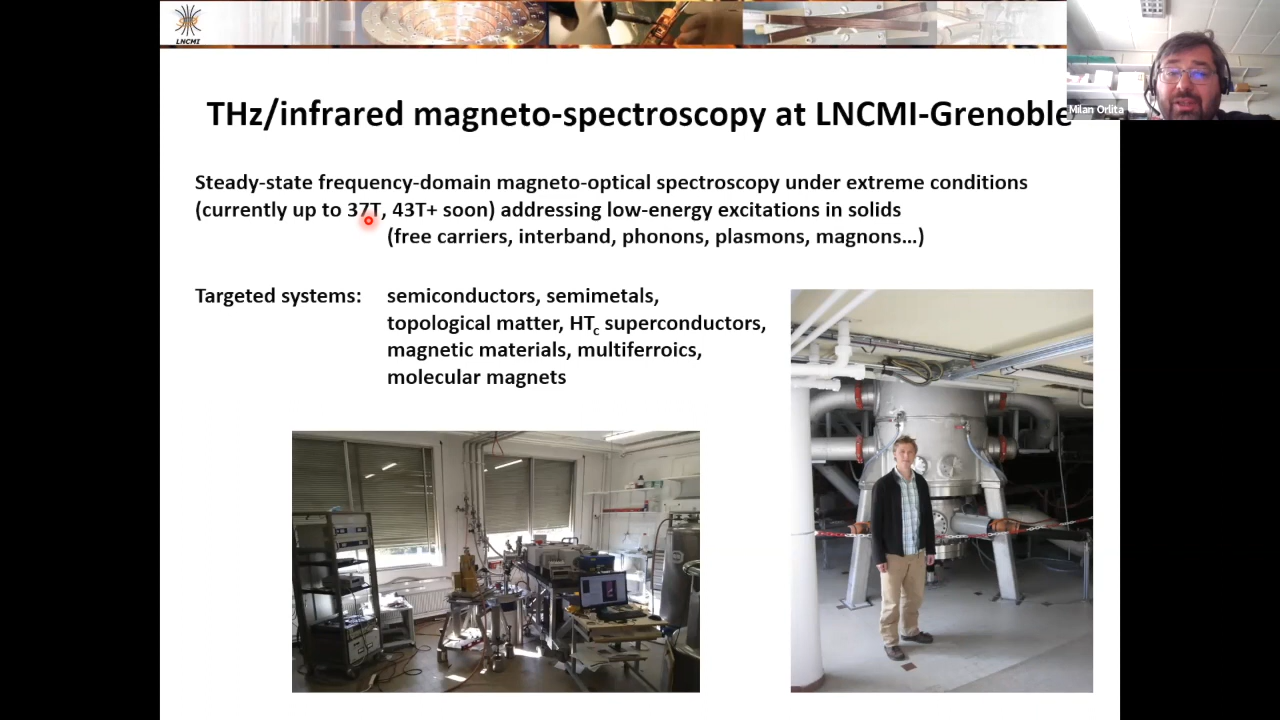 LNCMI
Milan Orlita
THz/infrared magneto-spectroscopy at LNCMI-Grenoble
Steady-state frequency-domain magneto-optical spectroscopy under extreme conditions
(currently up to 37T, 43T+ soon) addressing low-energy excitations in solids
(free carriers, interband, phonons, plasmons, magnons...)
Targeted systems: semiconductors, semimetals,
topological matter, HTc superconductors,
magnetic materials, multiferroics,
molecular magnets